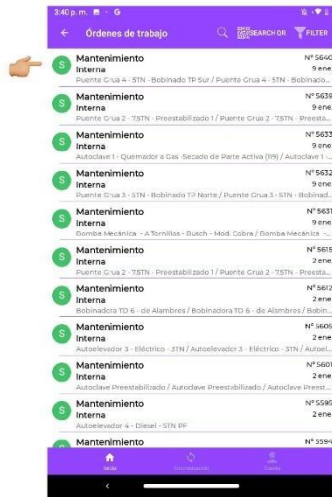 3:40 p. m. G
Órdenes de trabajo SEARCH QR FILTER
S Mantenimiento N° 5640
Interna 9 ene
Puente Grua 4 - 5TN - Bobinado TP Sur / Puente Grua 4 - 5TN - Bobinado...
S Mantenimiento N° 5639
Interna 9 ene
Puente Grua 2 - 7.5TN - Preestabilizado 1 / Puente Grua 2 - 7.5TN - Preesta...
S Mantenimiento N° 5633
Interna 9 ene
Autoclave 1 - Quemador a Gas -Secado de Parte Activa (119) / Autoclave 1 -...
S Mantenimiento N° 5632
Interna 9 ene
Puente Grua 3 - 5TN - Bobinado TP Norte / Puente Grua 3 - 5TN - Bobinad...
S Mantenimiento N° 5631
Interna 9 ene
Bomba Mecánica - A Tornillos - Busch - Mod. Cobra / Bomba Mecánica -...
S Mantenimiento N° 5615
Interna 2 ene
Puente Grua 2 - 7.5TN - Preestabilizado 1 / Puente Grua 2 - 7.5TN - Preesta...
S Mantenimiento N° 5612
Interna 2 ene
Bobinadora TD 6 - de Alambres / Bobinadora TD 6 - de Alambres / Bobin...
S Mantenimiento N° 5605
Interna 2 ene
Autoelevador 3 - Eléctrico - 3TN / Autoelevador 3 - Eléctrico - 3TN / Autoel...
S Mantenimiento N° 5601
Interna 2 ene
Autoclave Preestabilizado / Autoclave Preestabilizado / Autoclave Preest...
S Mantenimiento N° 5595
Interna 2 ene
Autoelevador 4 - Diesel - 5TN PF
Mantenimiento N° 5594
Inicio Sincronización Cuenta